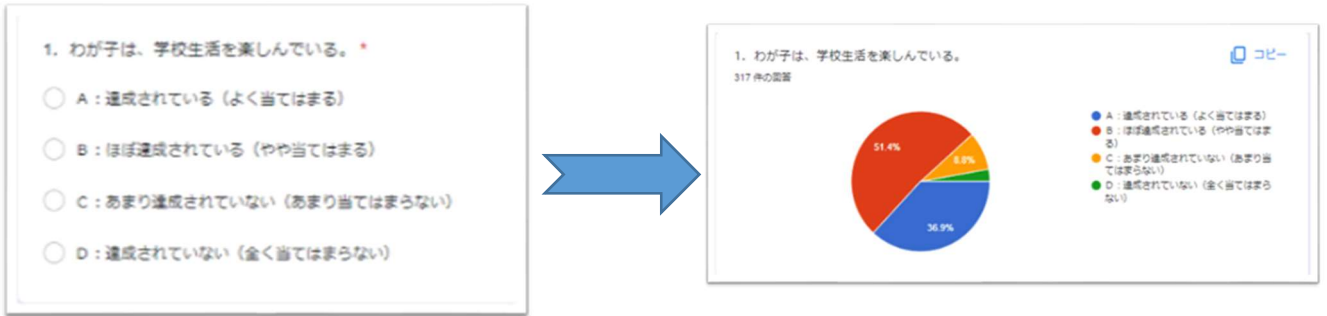 1. わが子は、学校生活を楽しんでいる。*
A：達成されている（よく当てはまる）
B：ほぼ達成されている（やや当てはまる）
C：あまり達成されていない（あまり当てはまらない）
D：達成されていない（全く当てはまらない）
1. わが子は、学校生活を楽しんでいる。
コピー
317 件の回答
51.4%
8.8%
36.9%
A：達成されている（よく当てはまる）
B：ほぼ達成されている（やや当てはま
る）
C：あまり達成されていない（あまり当
てはまらない）
D：達成されていない（全く当てはまら
ない）